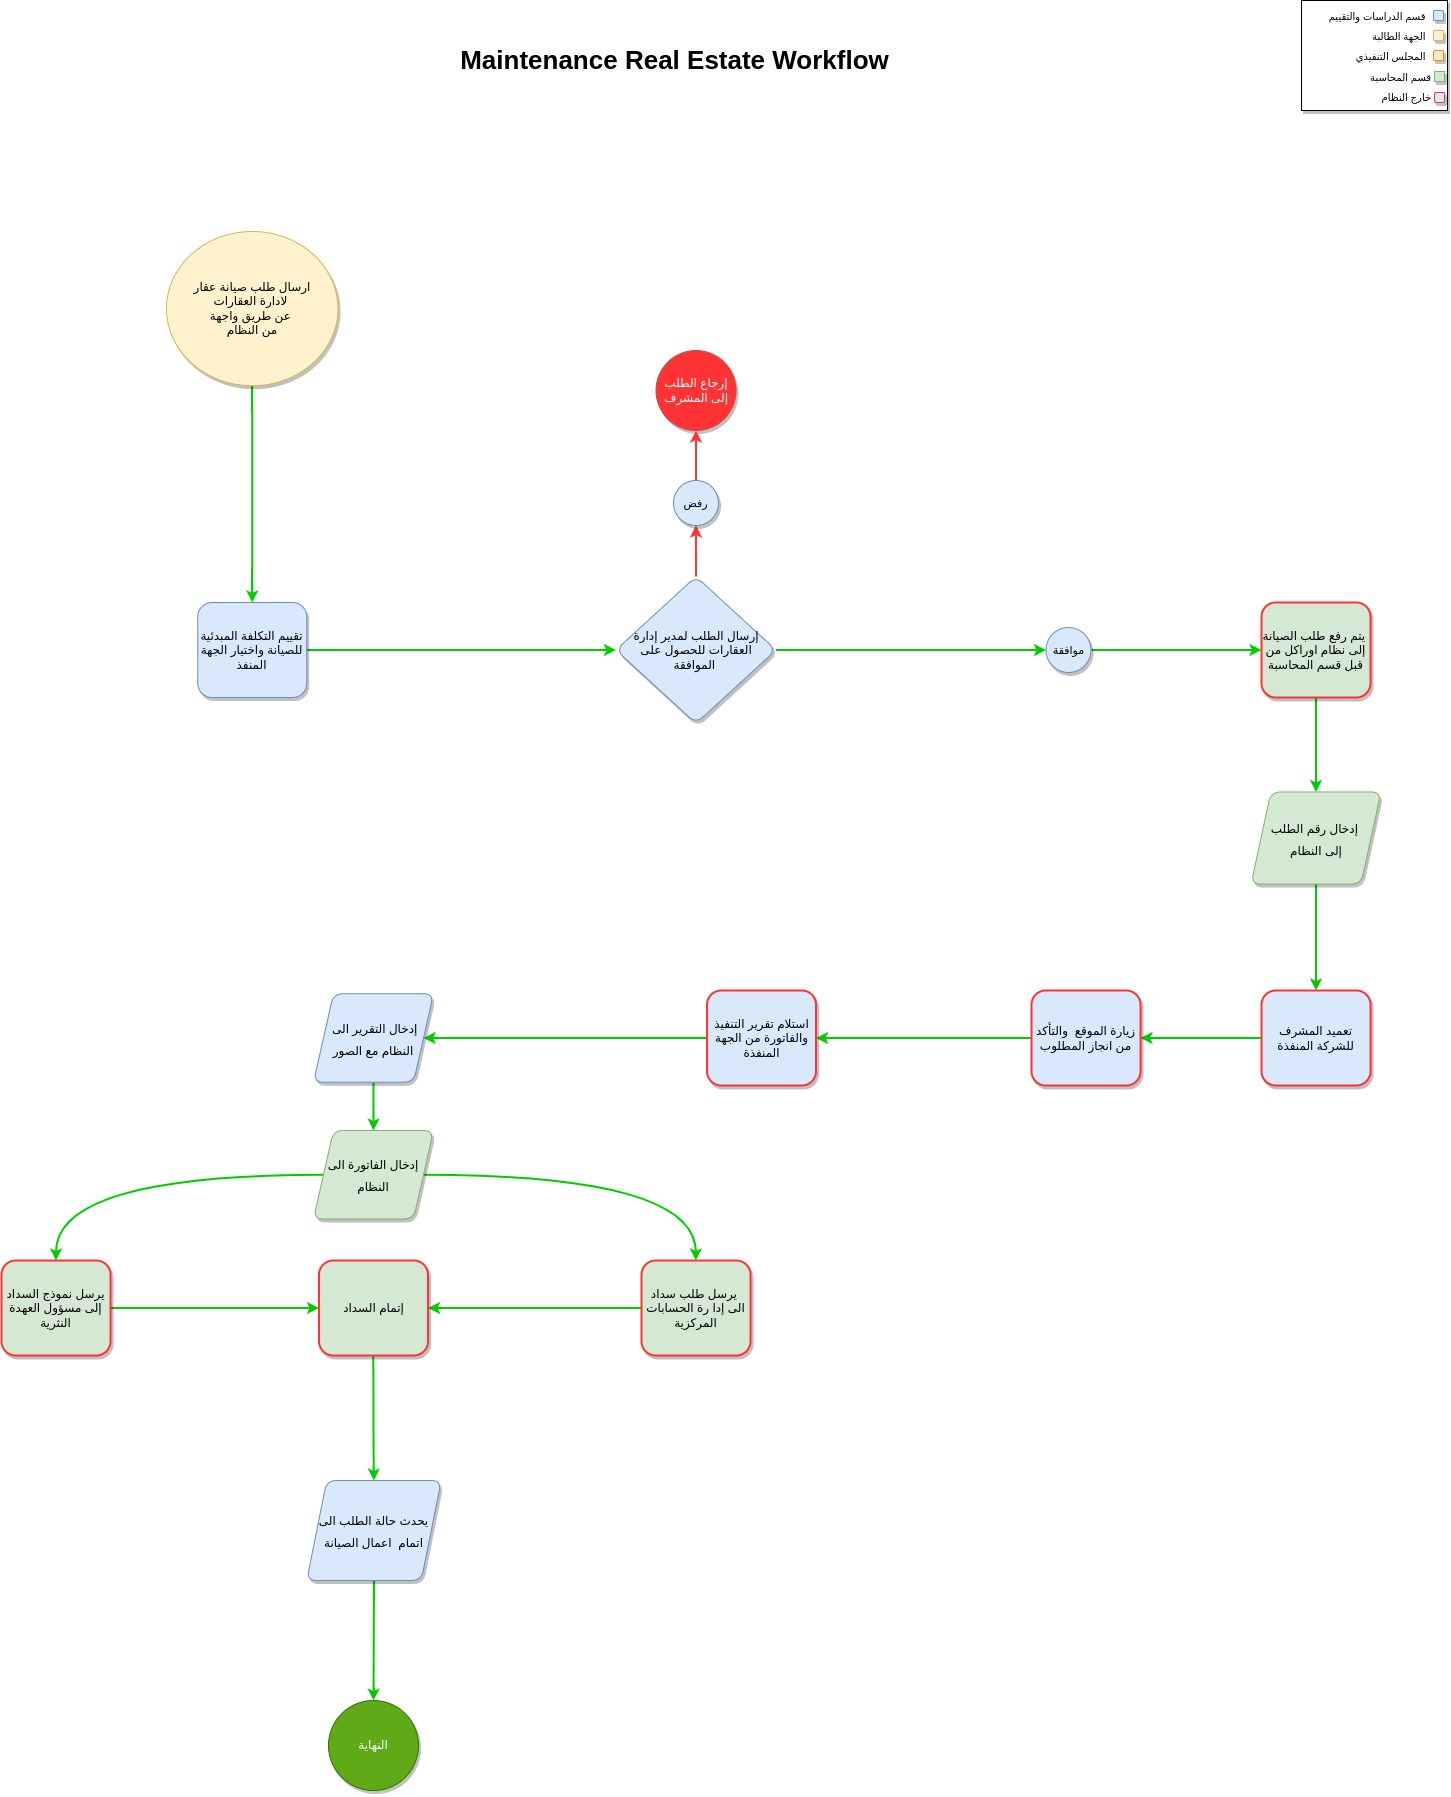 Maintenance Real Estate Workflow
قسم الدراسات والتقييم
الجهة الطالبة
المجلس التنفيذي
قسم المحاسبة
خارج النظام
ارسال طلب صيانة عقار
لادارة العقارات
عن طريق واجهة
من النظام
إرجاع الطلب
إلى المشرف
رفض
تقييم التكلفة المبدئية
للصيانة واختيار الجهة
المنفذ
إرسال الطلب لمدير إدارة
العقارات للحصول على
الموافقة
موافقة
يتم رفع طلب الصيانة
إلى نظام اوراكل من
قبل قسم المحاسبة
إدخال رقم الطلب
إلى النظام
تعميد المشرف
للشركة المنفذة
زيارة الموقع والتأكد
من انجاز المطلوب
استلام تقرير التنفيذ
والفاتورة من الجهة
المنفذة
إدخال التقرير الى
النظام مع الصور
إدخال الفاتورة الى
النظام
يرسل نموذج السداد
إلى مسؤول العهدة
النثرية
إتمام السداد
يرسل طلب سداد
الى إدا رة الحسابات
المركزية
يحدث حالة الطلب الى
اتمام اعمال الصيانة
النهاية